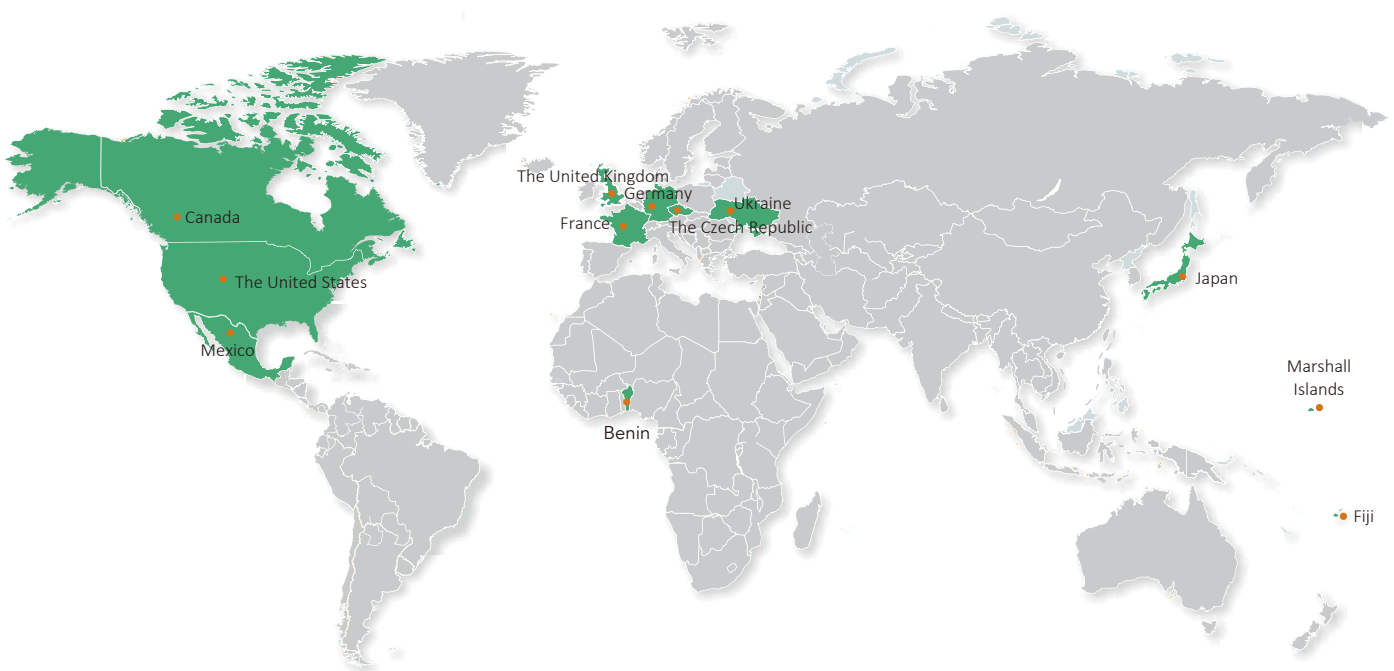 The United Kingdom
Germany
Ukraine
Canada
France
The Czech Republic
The United States
Japan
Mexico
Marshall
Islands
Benin
Fiji